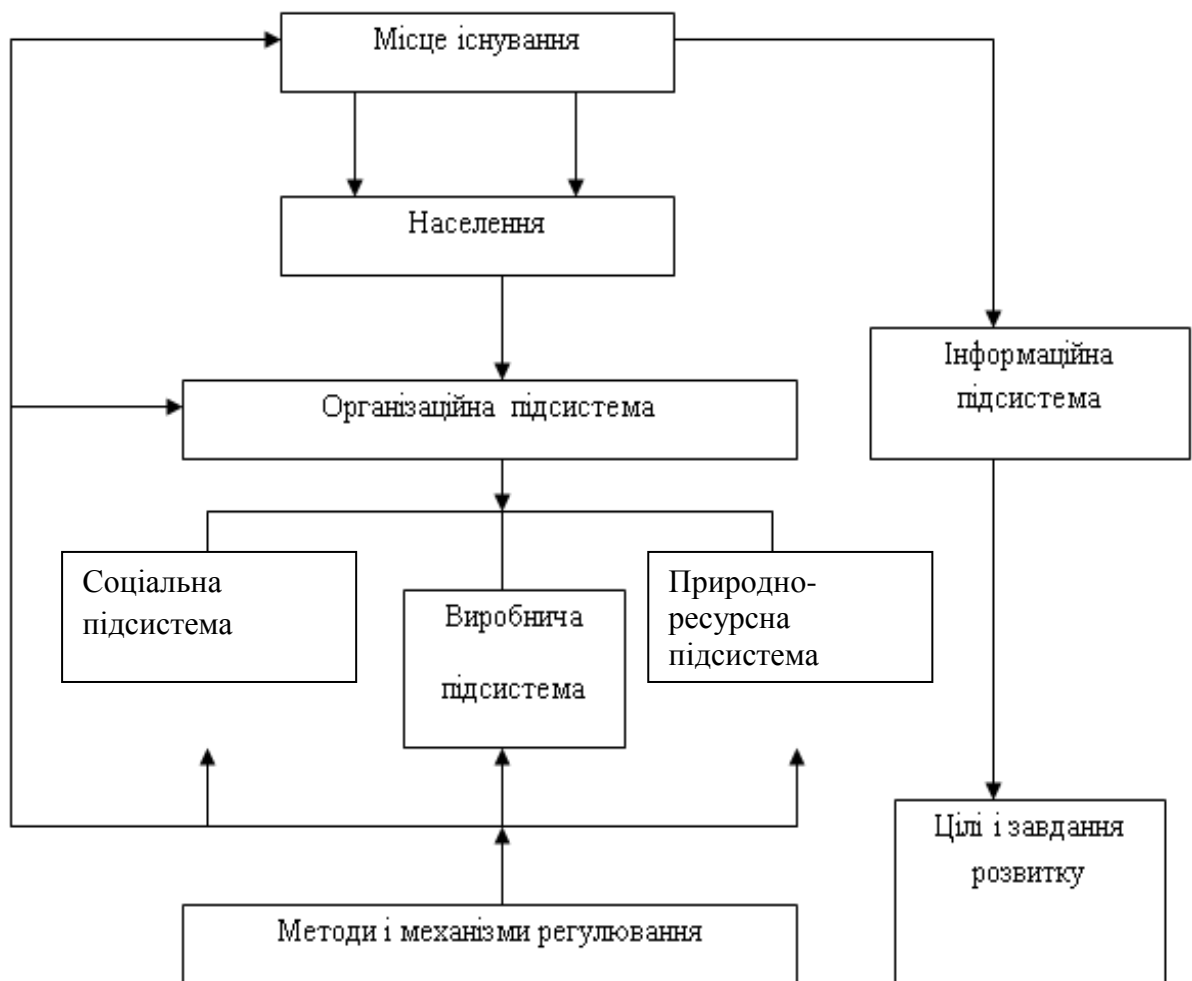 Місце існування
Населення
Організаційна підсистема
Інформаційна
підсистема
Соціальна
підсистема
Виробнича
підсистема
Природно-
ресурсна
підсистема
Цілі і завдання
розвитку
Методи і механізми регулювання